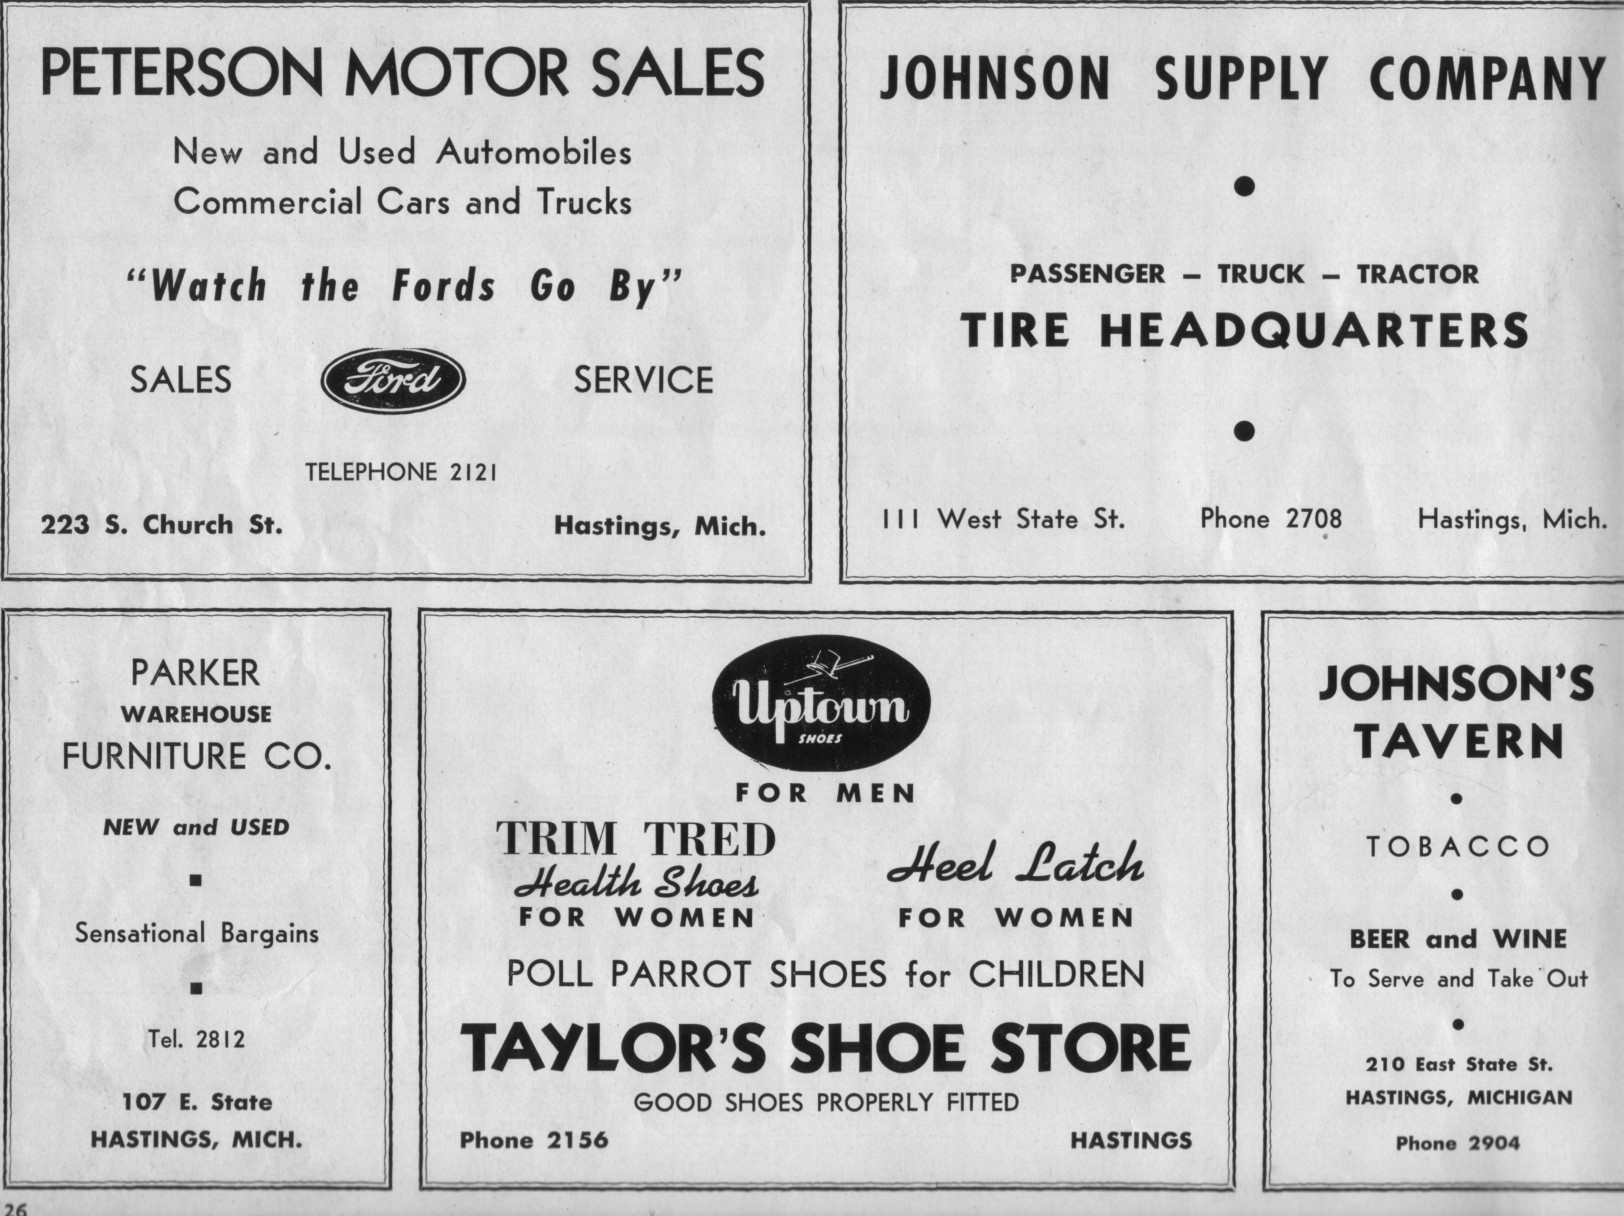 PETERSON MOTOR SALES
New and Used Automobiles
Commercial Cars and Trucks
"Watch the Fords Go By"
SALES Ford SERVICE
TELEPHONE 2121
223 S. Church St. Hastings, Mich.
JOHNSON SUPPLY COMPANY
PASSENGER – TRUCK – TRACTOR
TIRE HEADQUARTERS
111 West State St. Phone 2708 Hastings, Mich.
PARKER
WAREHOUSE
FURNITURE CO.
NEW and USED
Sensational Bargains
Tel. 2812
107 E. State
HASTINGS, MICH.
Uptown
SHOES
FOR MEN
TRIM TRED
Health Shoes
FOR WOMEN
Heel Latch
FOR WOMEN
POLL PARROT SHOES for CHILDREN
TAYLOR'S SHOE STORE
GOOD SHOES PROPERLY FITTED
Phone 2156 HASTINGS
JOHNSON'S
TAVERN
TOBACCO
BEER and WINE
To Serve and Take Out
210 East State St.
HASTINGS, MICHIGAN
Phone 2904
26